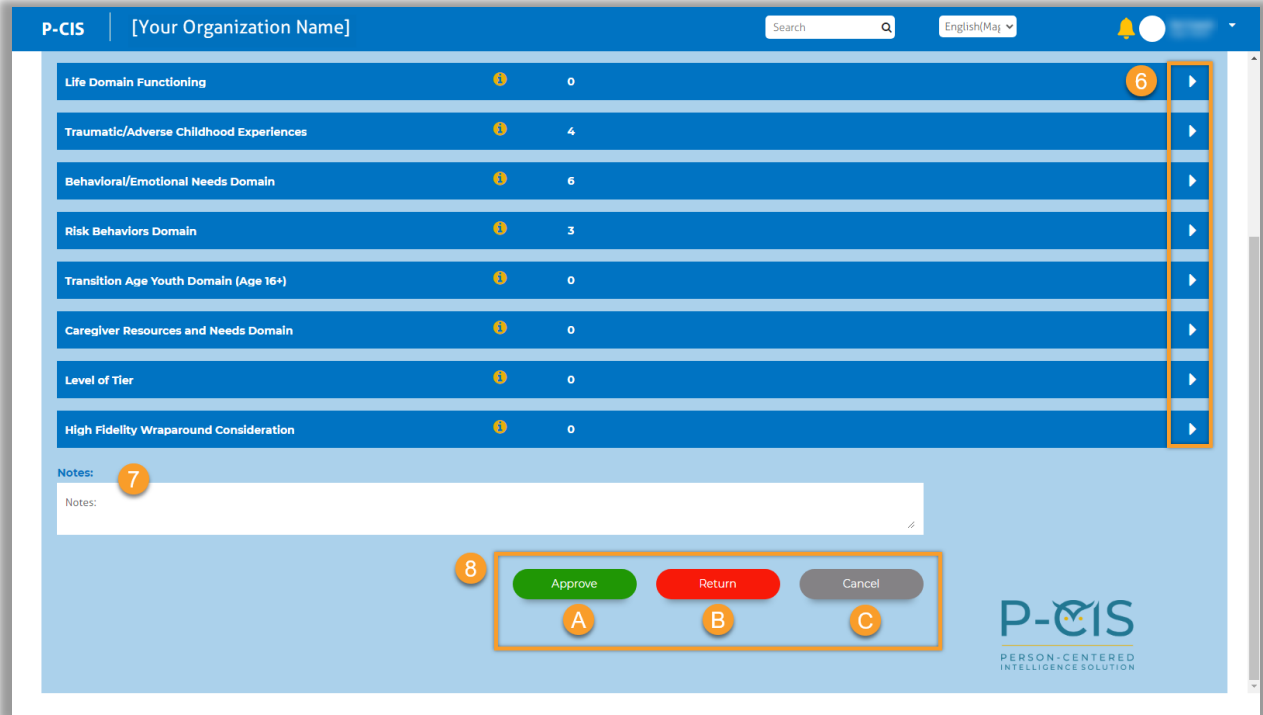 P-CIS [Your Organization Name] Search English(Mag
Life Domain Functioning 0 6
Traumatic/Adverse Childhood Experiences 4
Behavioral/Emotional Needs Domain 6
Risk Behaviors Domain 3
Transition Age Youth Domain (Age 16+) 0
Caregiver Resources and Needs Domain 0
Level of Tier 0
High Fidelity Wraparound Consideration 0
Notes: 7
Notes:
8 Approve Return Cancel
A B C
P-CIS
PERSON-CENTERED
INTELLIGENCE SOLUTION